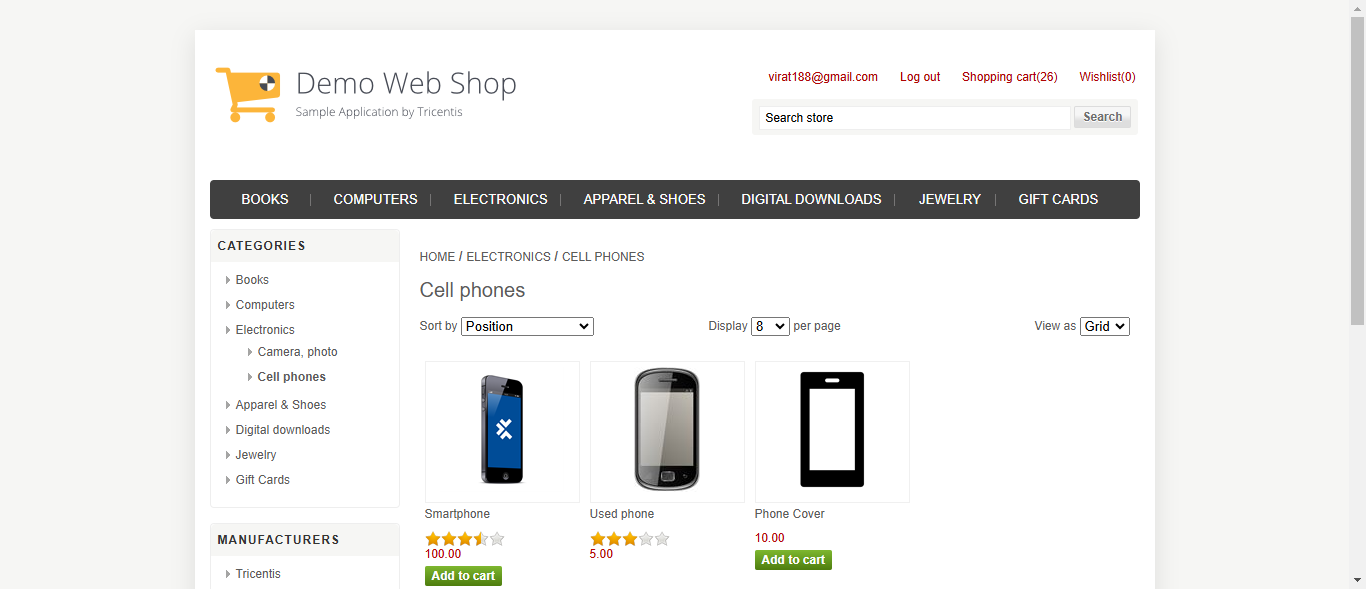 Demo Web Shop
Sample Application by Tricentis
virat188@gmail.com Log out Shopping cart(26) Wishlist(0)
Search store Search
BOOKS COMPUTERS ELECTRONICS APPAREL & SHOES DIGITAL DOWNLOADS JEWELRY GIFT CARDS
CATEGORIES
Books
Computers
Electronics
Camera, photo
Cell phones
Apparel & Shoes
Digital downloads
Jewelry
Gift Cards
MANUFACTURERS
Tricentis
HOME / ELECTRONICS / CELL PHONES
Cell phones
Sort by Position Display 8 per page View as Grid
Smartphone Used phone Phone Cover
100.00 5.00 10.00
Add to cart Add to cart